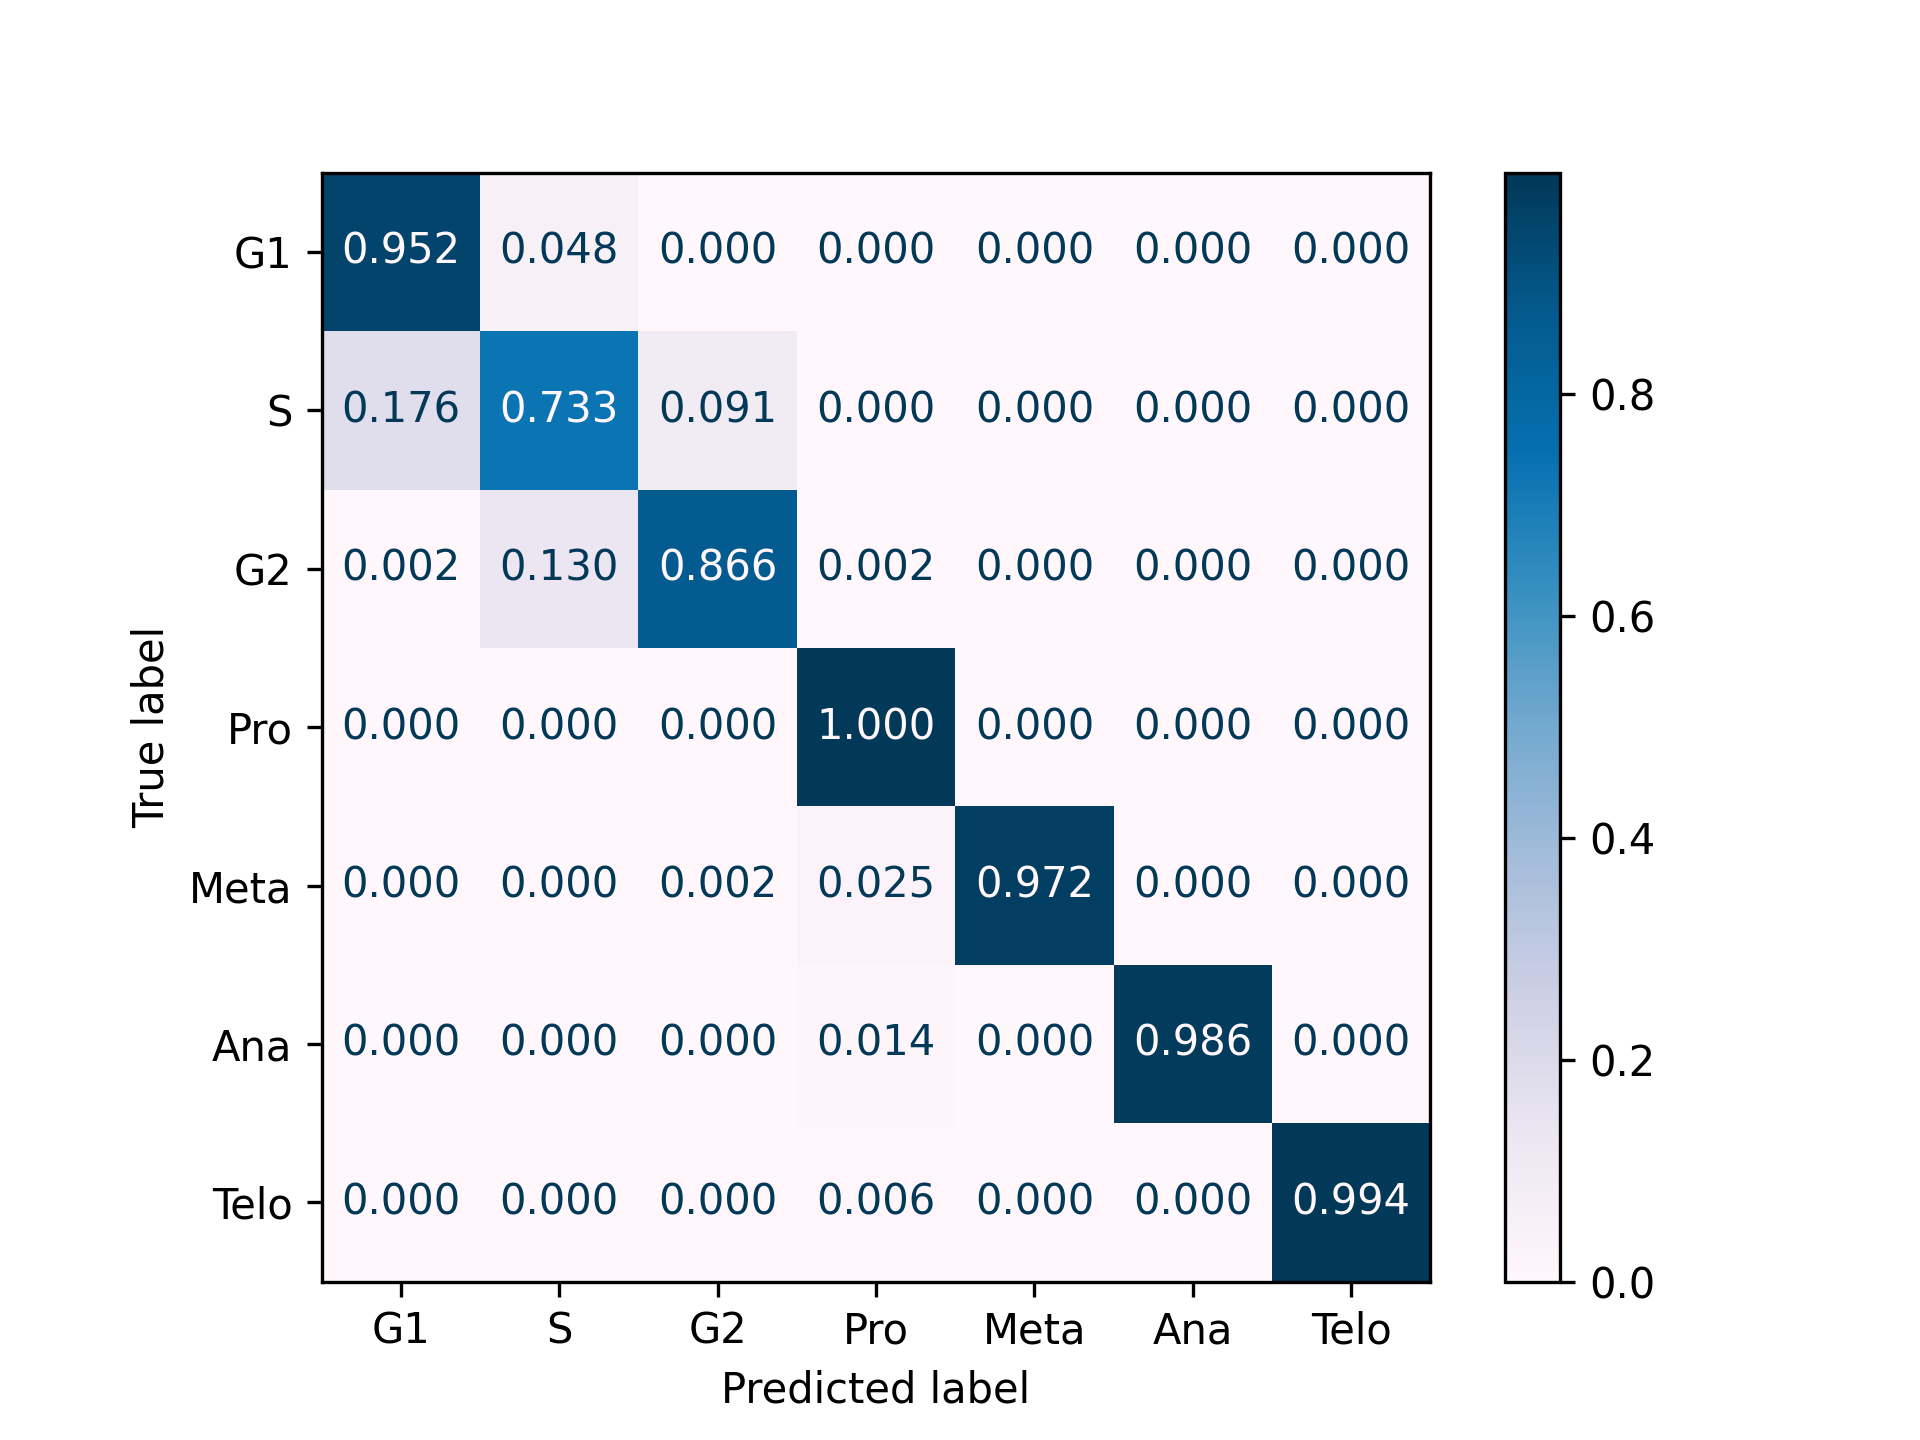 G1 0.952 0.048 0.000 0.000 0.000 0.000 0.000
S 0.176 0.733 0.091 0.000 0.000 0.000 0.000
G2 0.002 0.130 0.866 0.002 0.000 0.000 0.000
Pro 0.000 0.000 0.000 1.000 0.000 0.000 0.000
Meta 0.000 0.000 0.002 0.025 0.972 0.000 0.000
Ana 0.000 0.000 0.000 0.014 0.000 0.986 0.000
Telo 0.000 0.000 0.000 0.006 0.000 0.000 0.994
G1 S G2 Pro Meta Ana Telo
Predicted label
True label
0.8
0.6
0.4
0.2
0.0